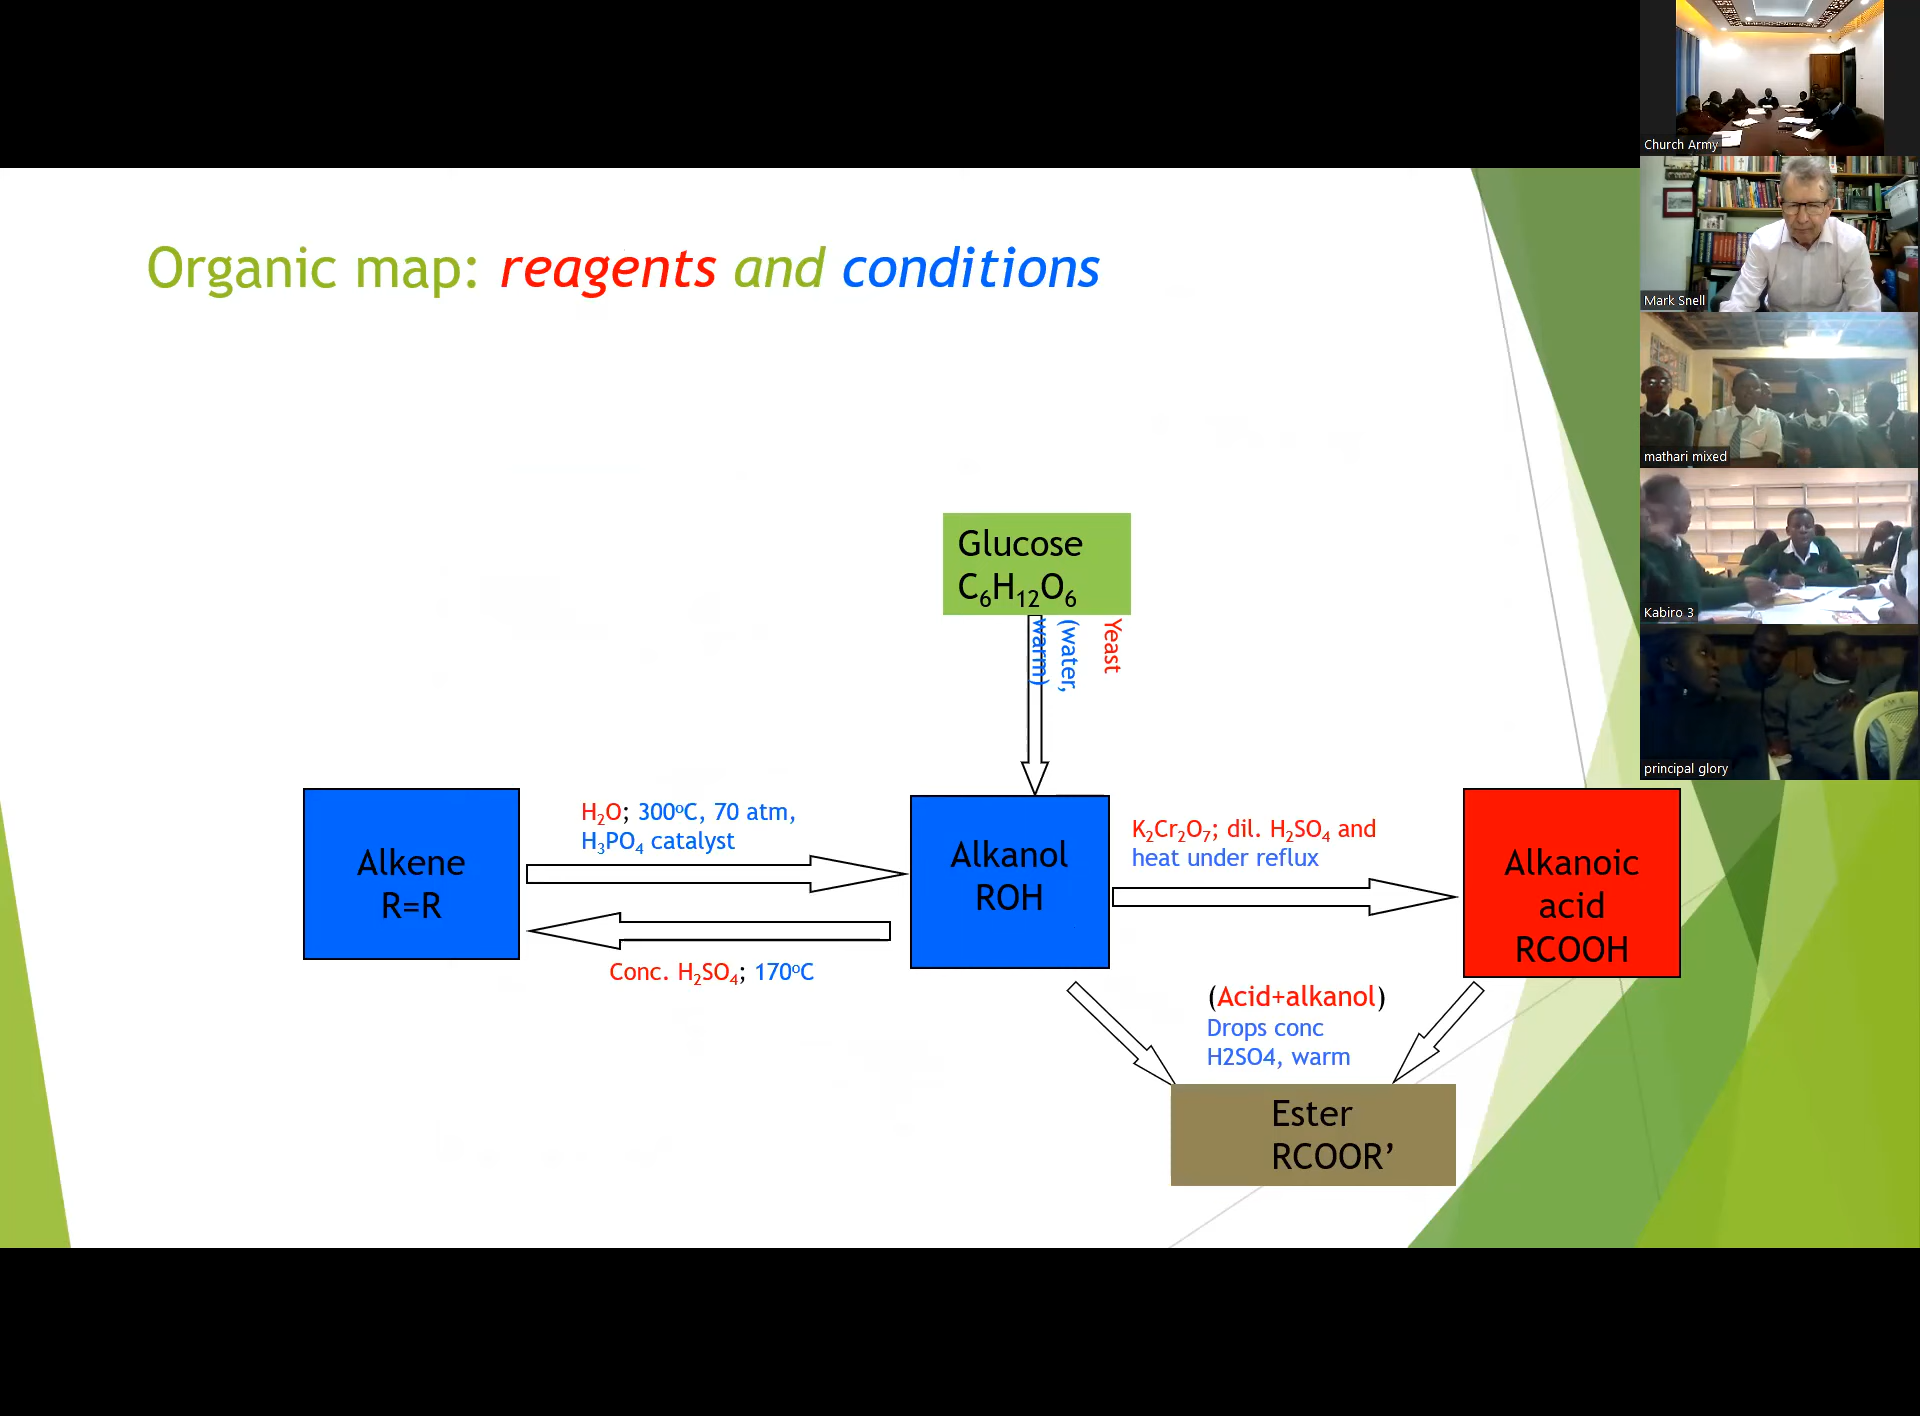 Church Army
Mark Snell
mathari mixed
Kabiro 3
principal glory
Organic map: reagents and conditions
Glucose
C₆H₁₂O₆
Yeast
(water,
warm)
Alkene
R=R
H₂O; 300°C, 70 atm,
H₃PO₄ catalyst
Conc. H₂SO₄; 170°C
Alkanol
ROH
K₂Cr₂O₇; dil. H₂SO₄ and
heat under reflux
Alkanoic
acid
RCOOH
(Acid+alkanol)
Drops conc
H2SO4, warm
Ester
RCOOR’